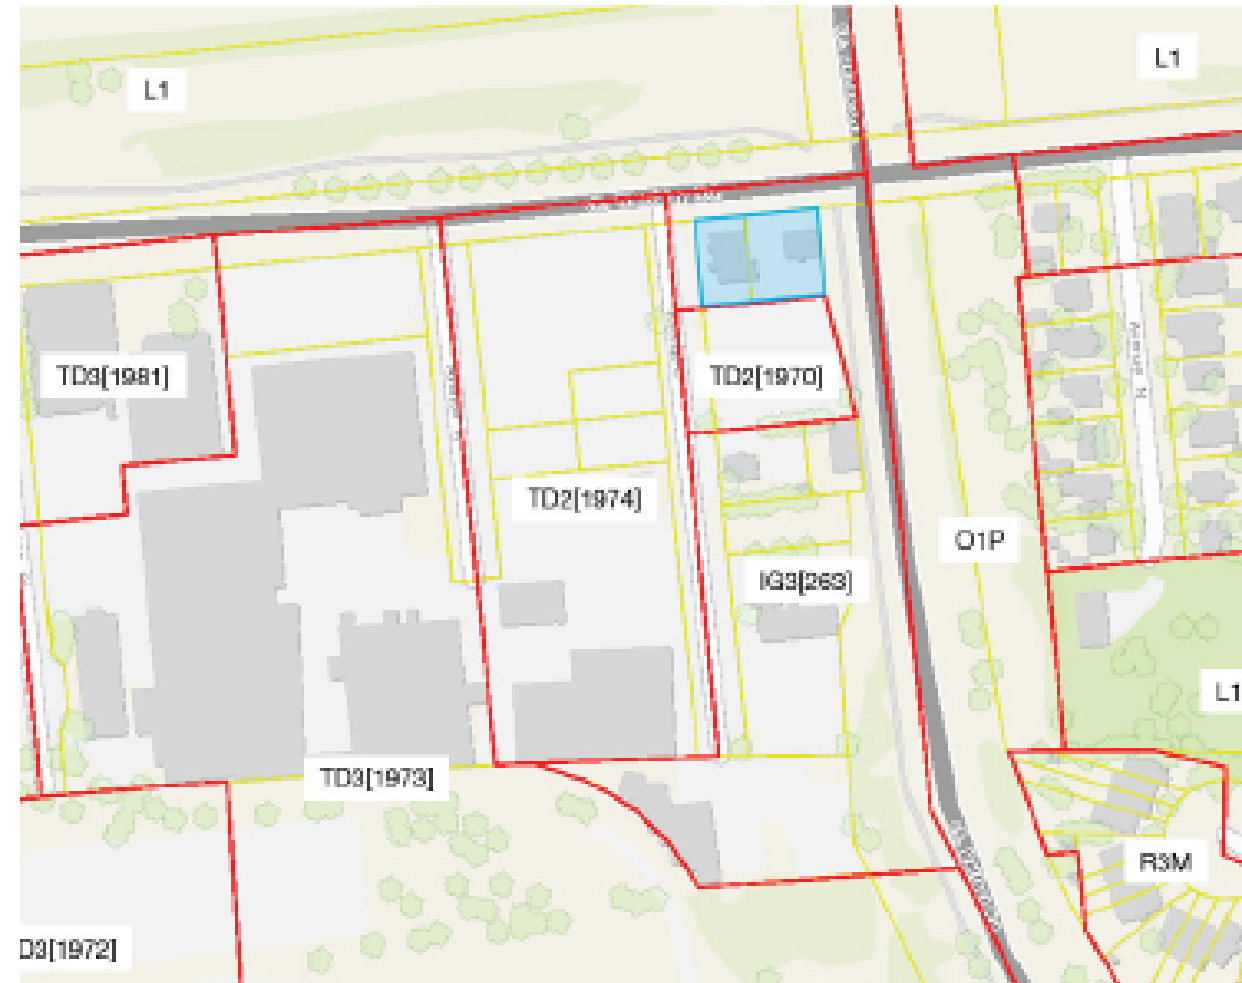 L1
L1
TD3[1981]
TD2[1970]
TD2[1974]
O1P
IG3[263]
L1
TD3[1973]
R3M
D3[1972]